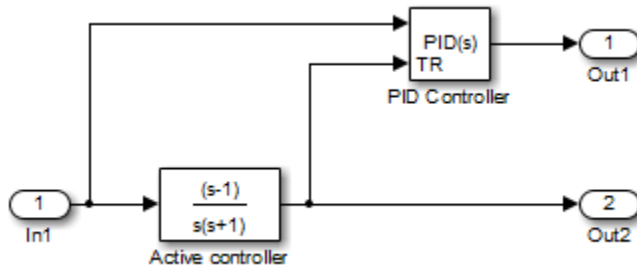 PID(s)
TR
PID Controller
1
Out1
1
In1
(s-1)
s(s+1)
Active controller
2
Out2